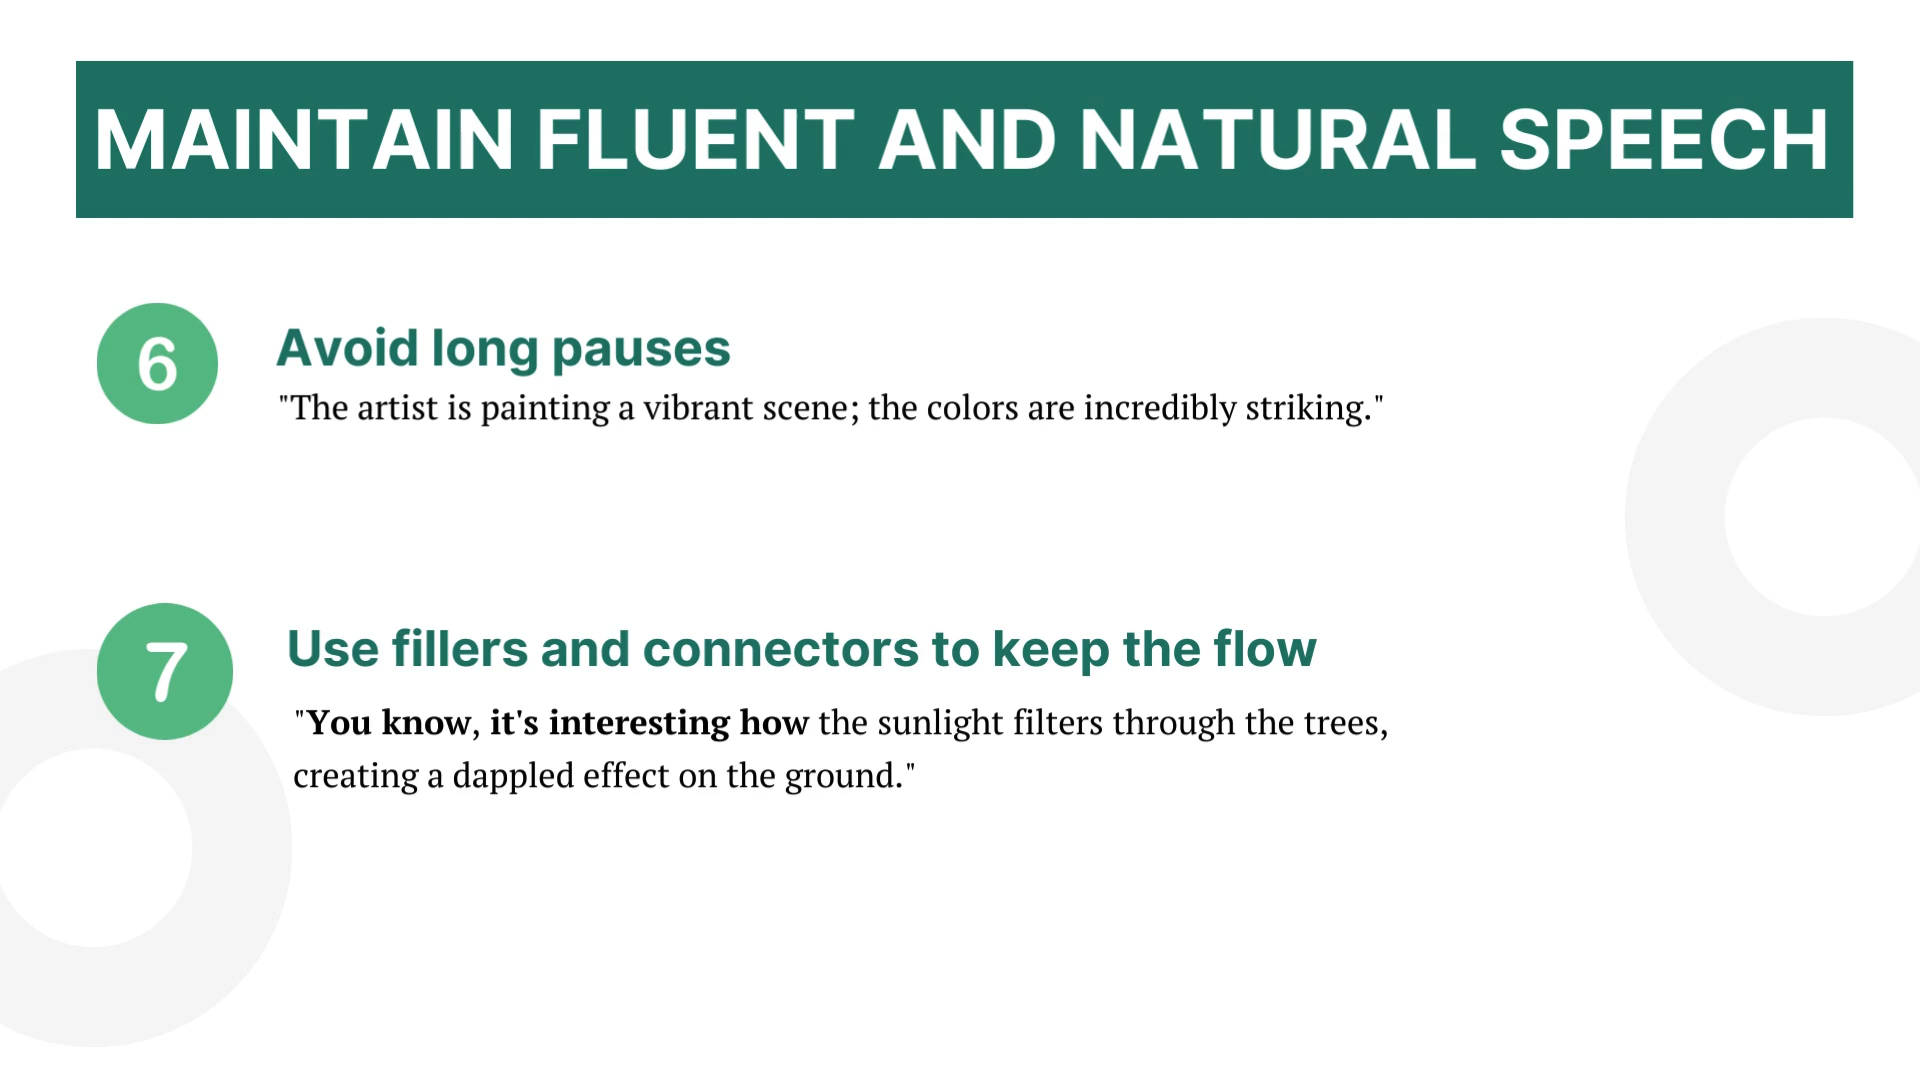 MAINTAIN FLUENT AND NATURAL SPEECH
6
Avoid long pauses
"The artist is painting a vibrant scene; the colors are incredibly striking."
7
Use fillers and connectors to keep the flow
"You know, it's interesting how the sunlight filters through the trees,
creating a dappled effect on the ground."